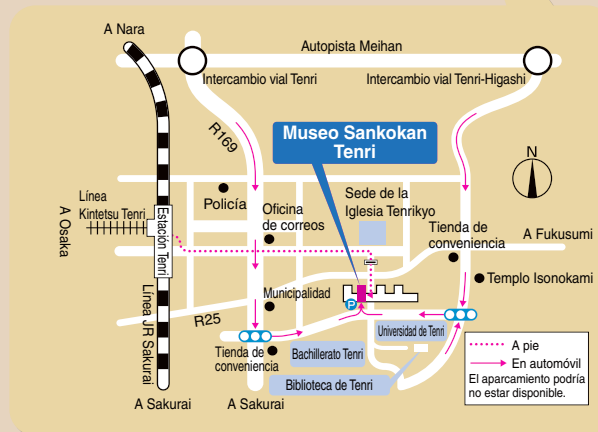 A Nara
Autopista Meihan
Intercambio vial Tenri
Intercambio vial Tenri-Higashi
R169
Museo Sankokan
Tenri
N
Línea
Kintetsu Tenri
A Osaka
Estación Tenri
Policía
Oficina
de correos
Sede de la
Iglesia Tenrikyo
Tienda de
conveniencia
A Fukusumi
Templo Isonokami
Línea JR Sakurai
R25
Municipalidad
P
Tienda de
conveniencia
Bachillerato Tenri
Universidad de Tenri
Biblioteca de Tenri
A Sakurai
A Sakurai
A pie
En automóvil
El aparcamiento podría
no estar disponible.